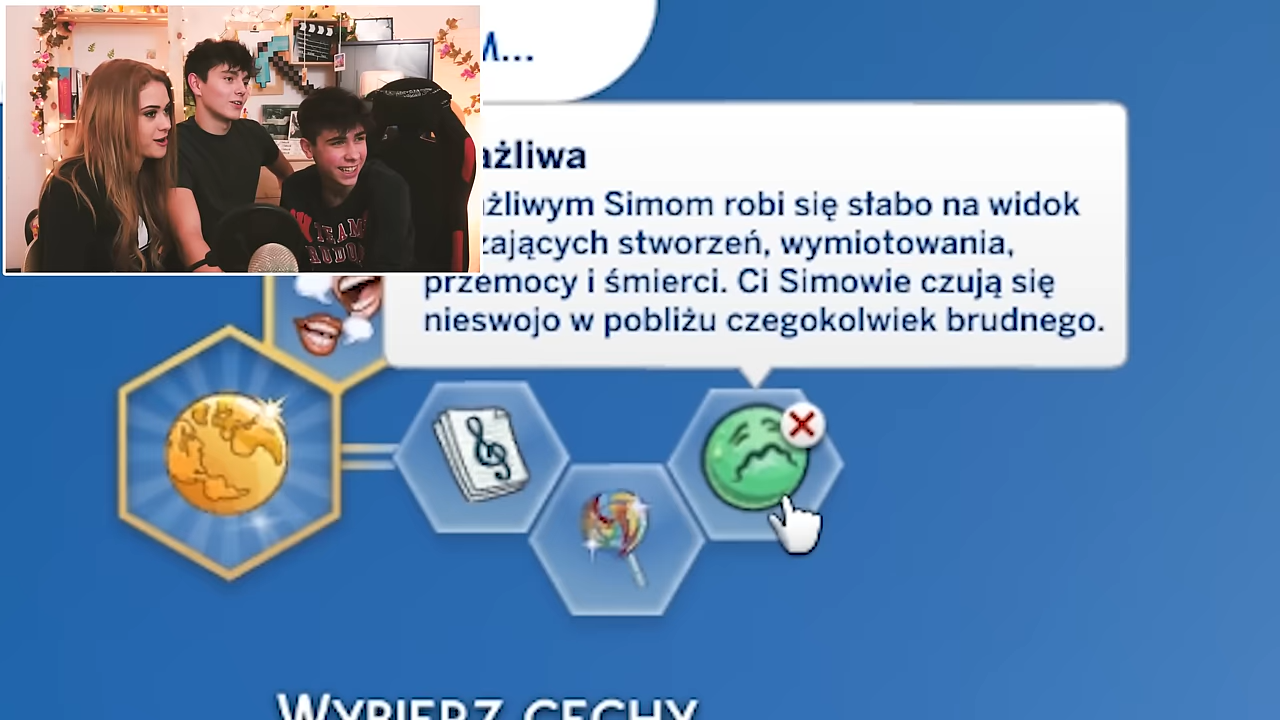 M...
ażliwa
żliwym Simom robi się słabo na widok
zających stworzeń, wymiotowania,
przemocy i śmierci. Ci Simowie czują się
nieswojo w pobliżu czegokolwiek brudnego.
TEAM
WYBIERZ CECHY